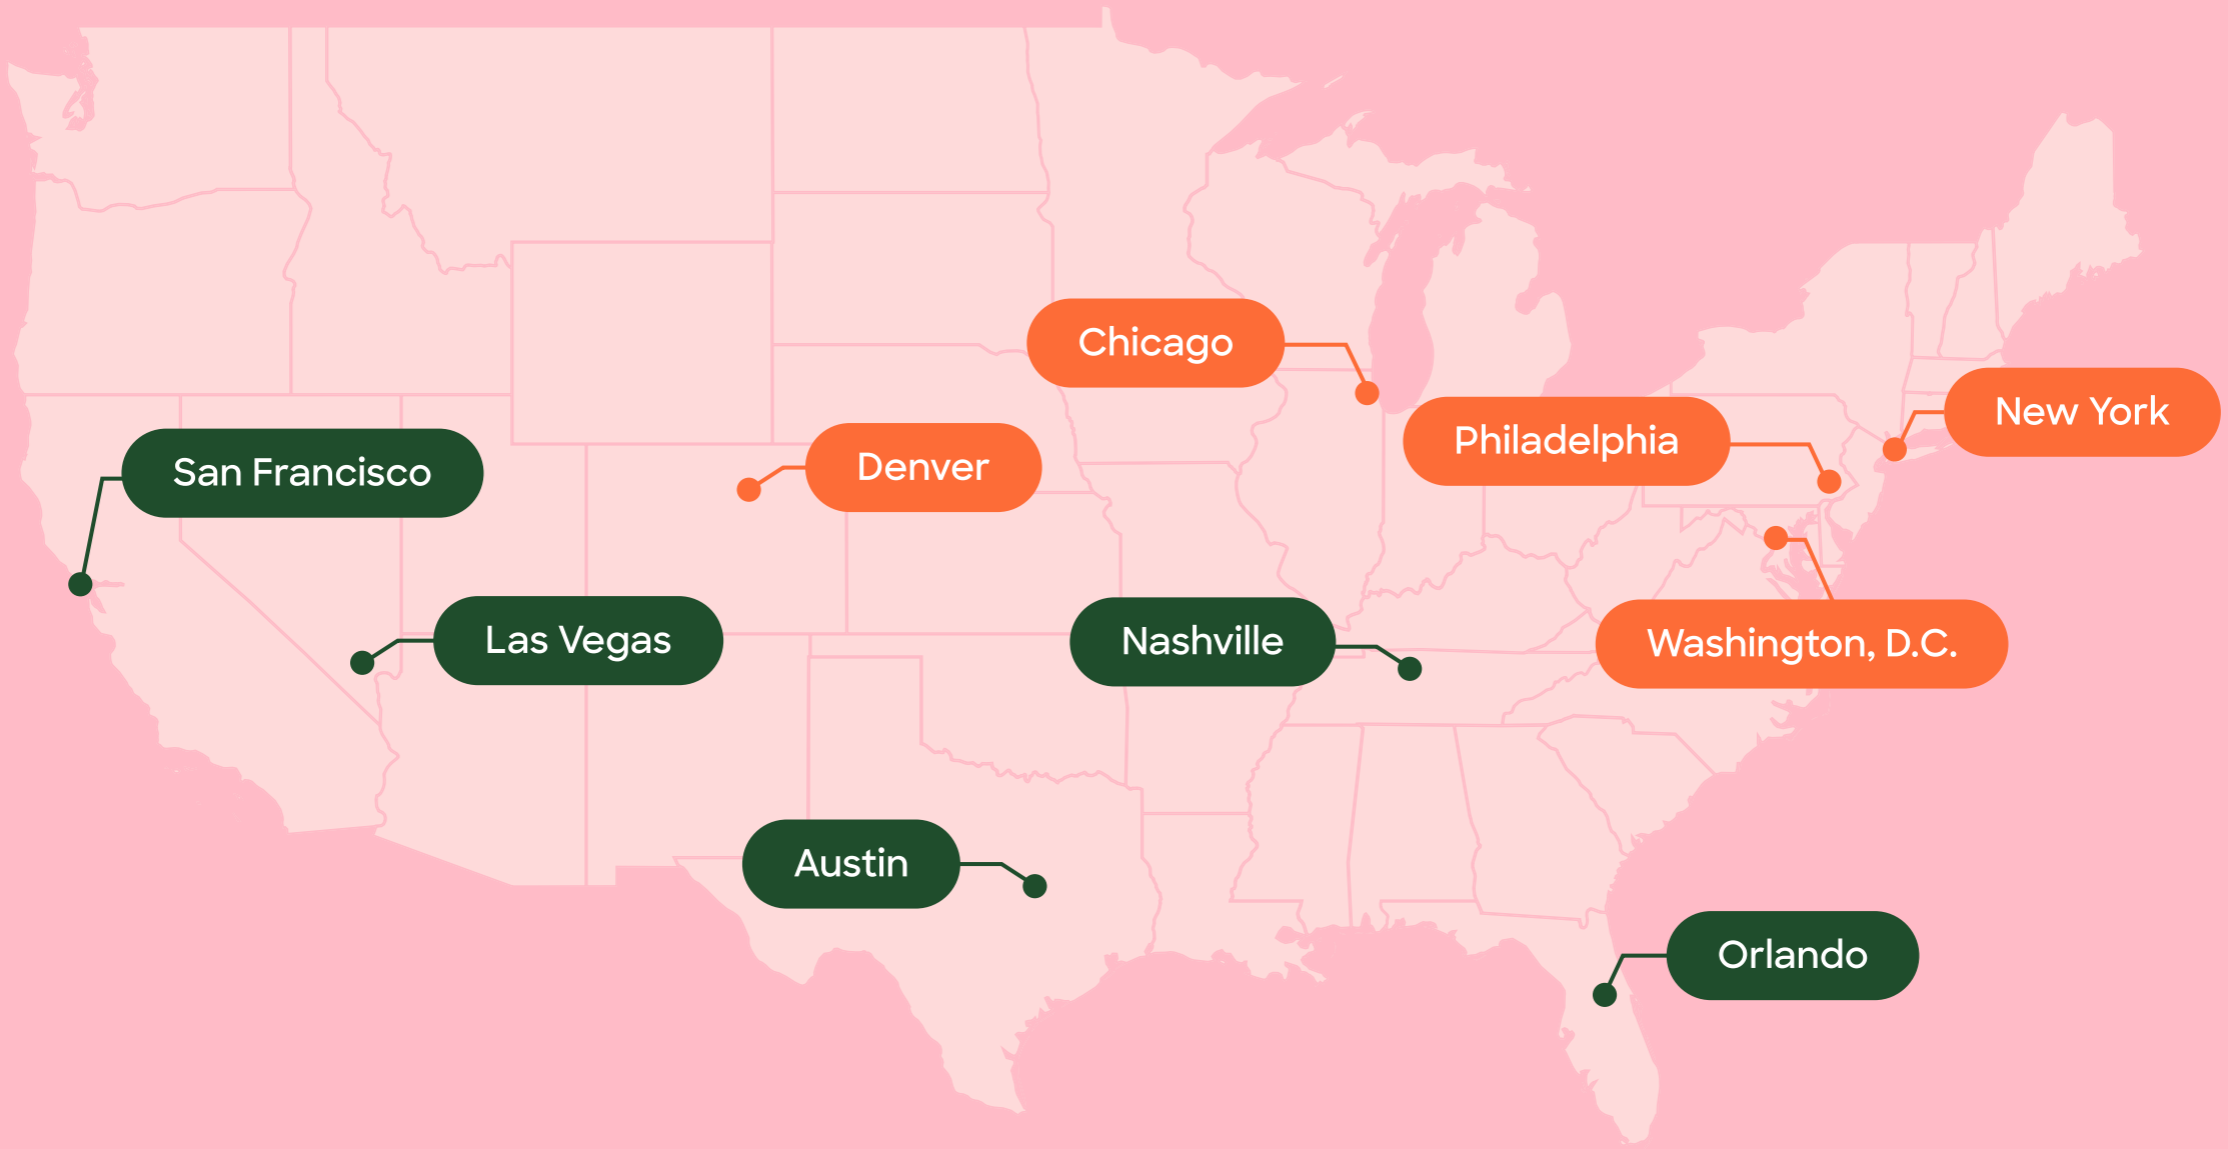 Chicago
New York
Philadelphia
Denver
San Francisco
Las Vegas
Nashville
Washington, D.C.
Austin
Orlando